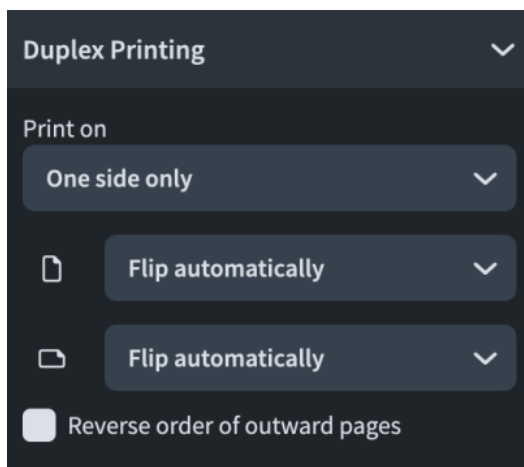 Duplex Printing
Print on
One side only
Flip automatically
Flip automatically
Reverse order of outward pages